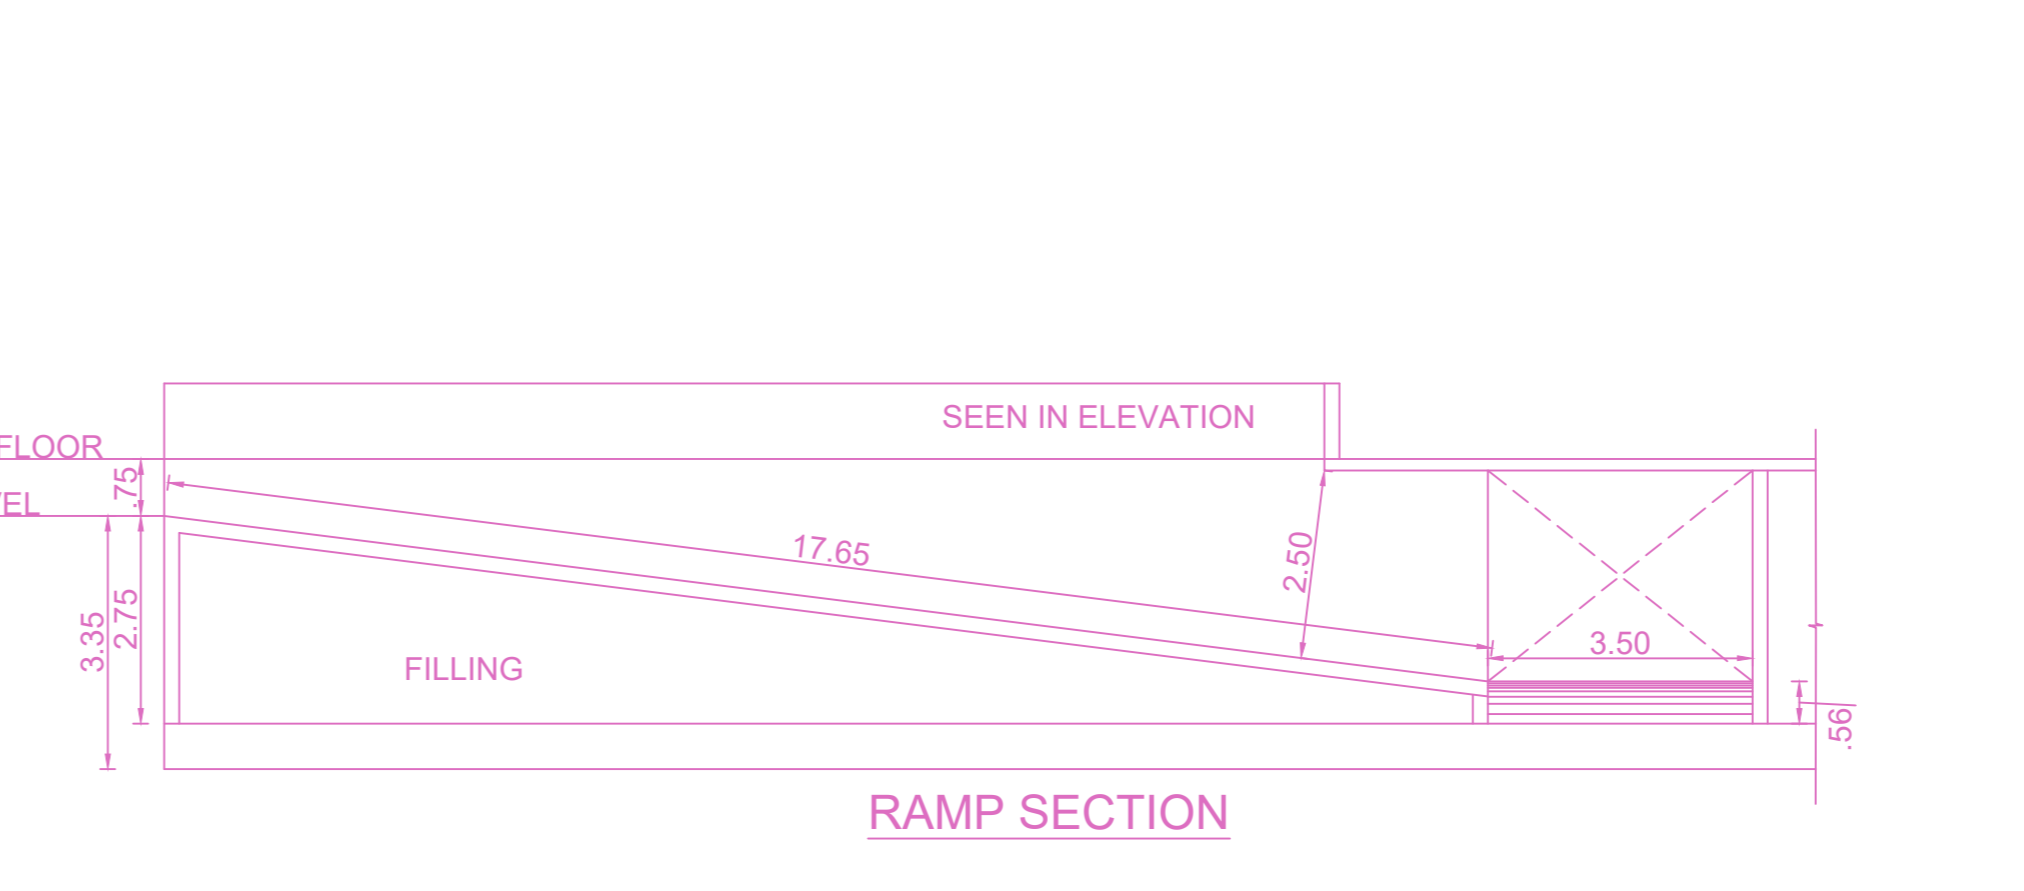 SEEN IN ELEVATION
FLOOR
.75
VEL
17.65
2.50
3.35
2.75
3.50
FILLING
.56
RAMP SECTION